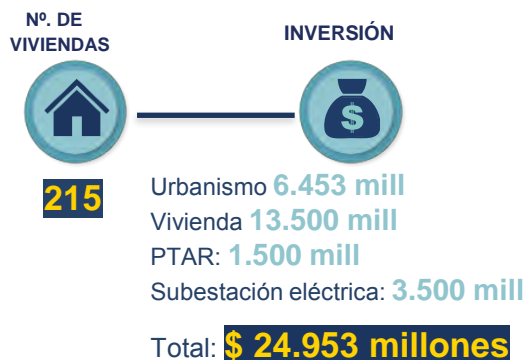 Nº. DE
VIVIENDAS
INVERSIÓN
$
215
Urbanismo 6.453 mill
Vivienda 13.500 mill
PTAR: 1.500 mill
Subestación eléctrica: 3.500 mill
Total: $ 24.953 millones